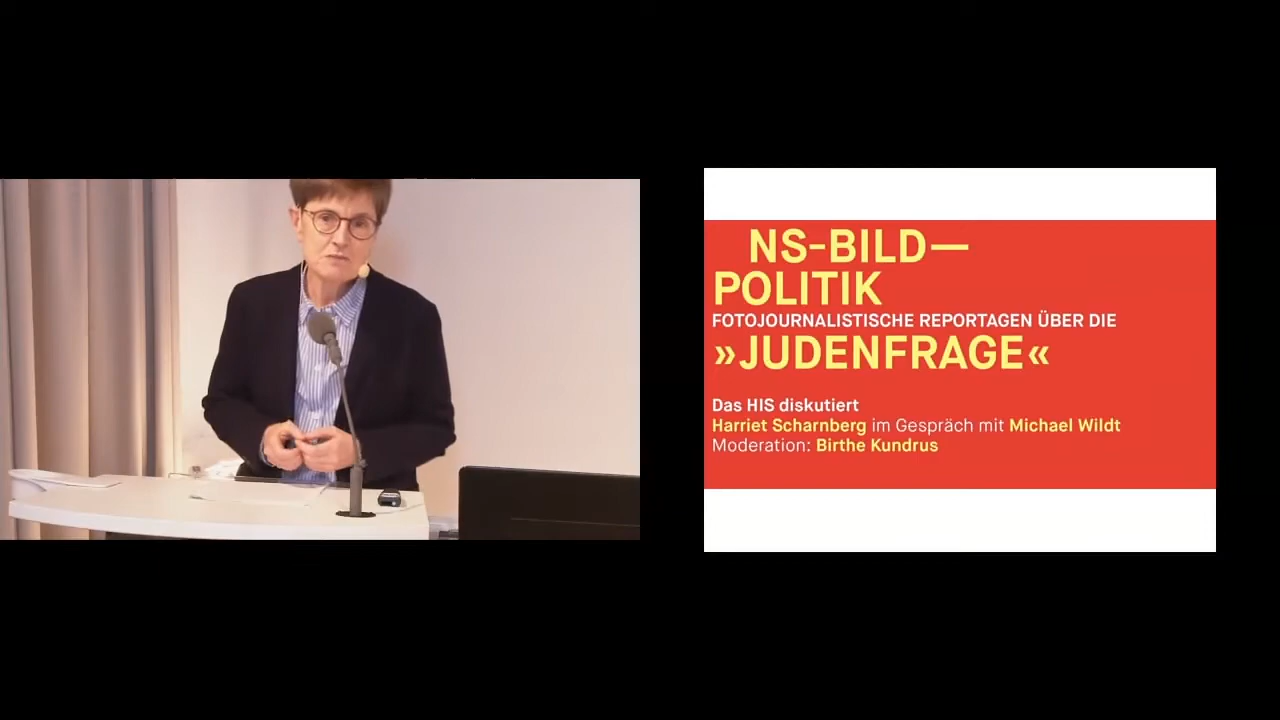 NS-BILD—
POLITIK
FOTOJOURNALISTISCHE REPORTAGEN ÜBER DIE
»JUDENFRAGE«
Das HIS diskutiert
Harriet Scharnberg im Gespräch mit Michael Wildt
Moderation: Birthe Kundrus